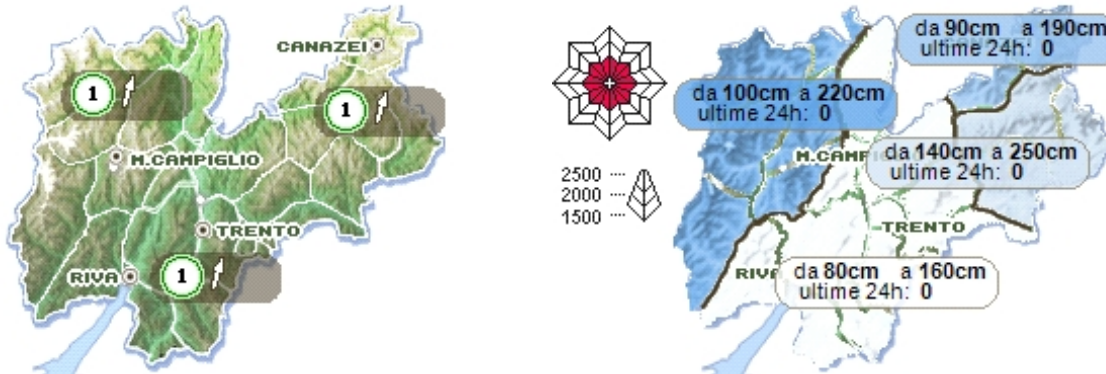 CANAZEI
1
1
M.CAMPIGLIO
TRENTO
RIVA
1
da 90cm a 190cm
ultime 24h: 0
da 100cm a 220cm
ultime 24h: 0
da 140cm a 250cm
ultime 24h: 0
2500
2000
1500
TRENTO
da 80cm a 160cm
ultime 24h: 0